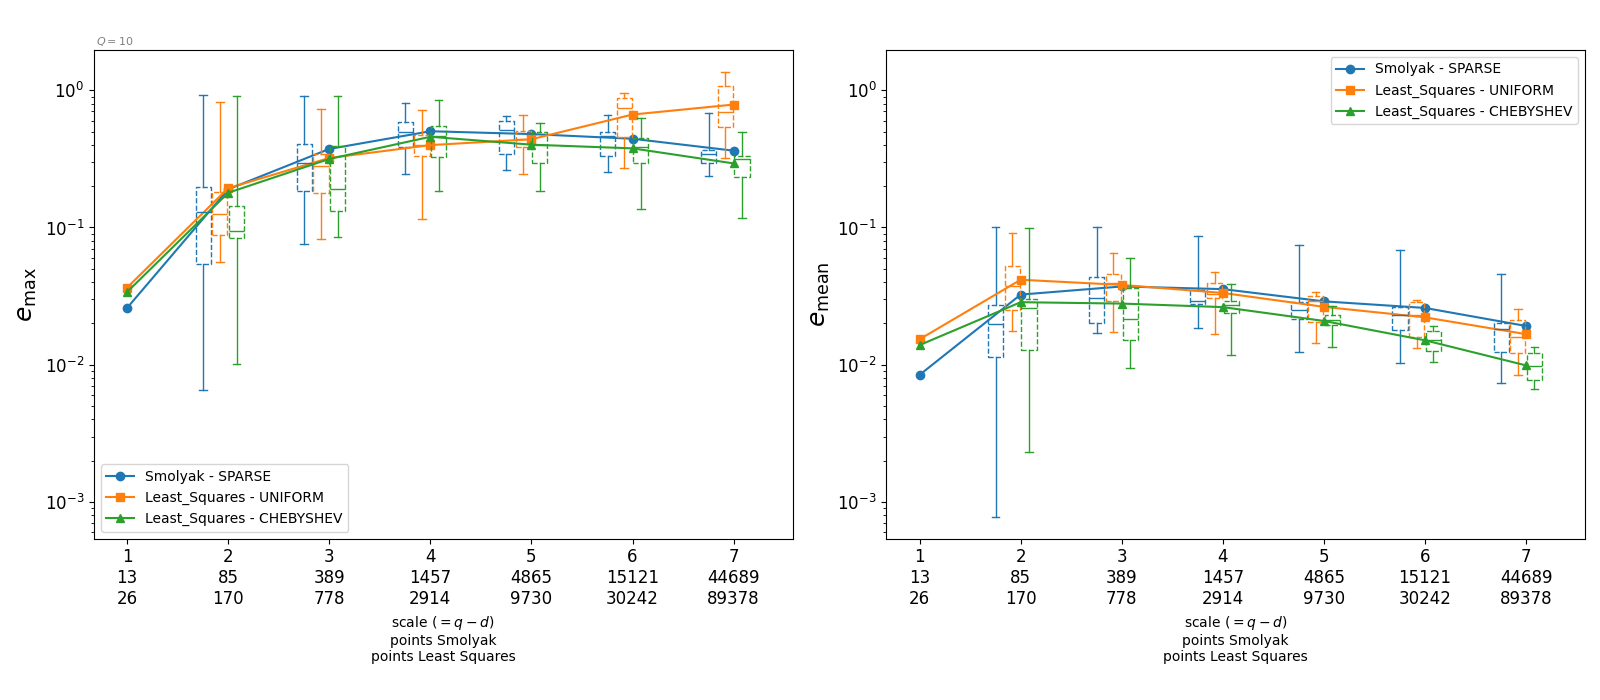 Q = 10
10⁰
10⁻¹
10⁻²
10⁻³
e_max
Smolyak - SPARSE
Least_Squares - UNIFORM
Least_Squares - CHEBYSHEV
1 2 3 4 5 6 7
13 85 389 1457 4865 15121 44689
26 170 778 2914 9730 30242 89378
scale (= q − d)
points Smolyak
points Least Squares
10⁰
10⁻¹
10⁻²
10⁻³
e_mean
Smolyak - SPARSE
Least_Squares - UNIFORM
Least_Squares - CHEBYSHEV
1 2 3 4 5 6 7
13 85 389 1457 4865 15121 44689
26 170 778 2914 9730 30242 89378
scale (= q − d)
points Smolyak
points Least Squares